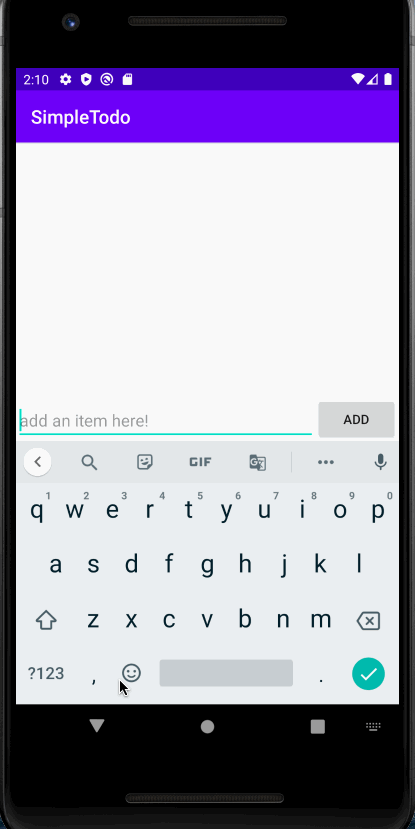 2:10
SimpleTodo
add an item here!
ADD
GIF
1 2 3 4 5 6 7 8 9 0
q w e r t y u i o p
a s d f g h j k l
z x c v b n m
?123 , .